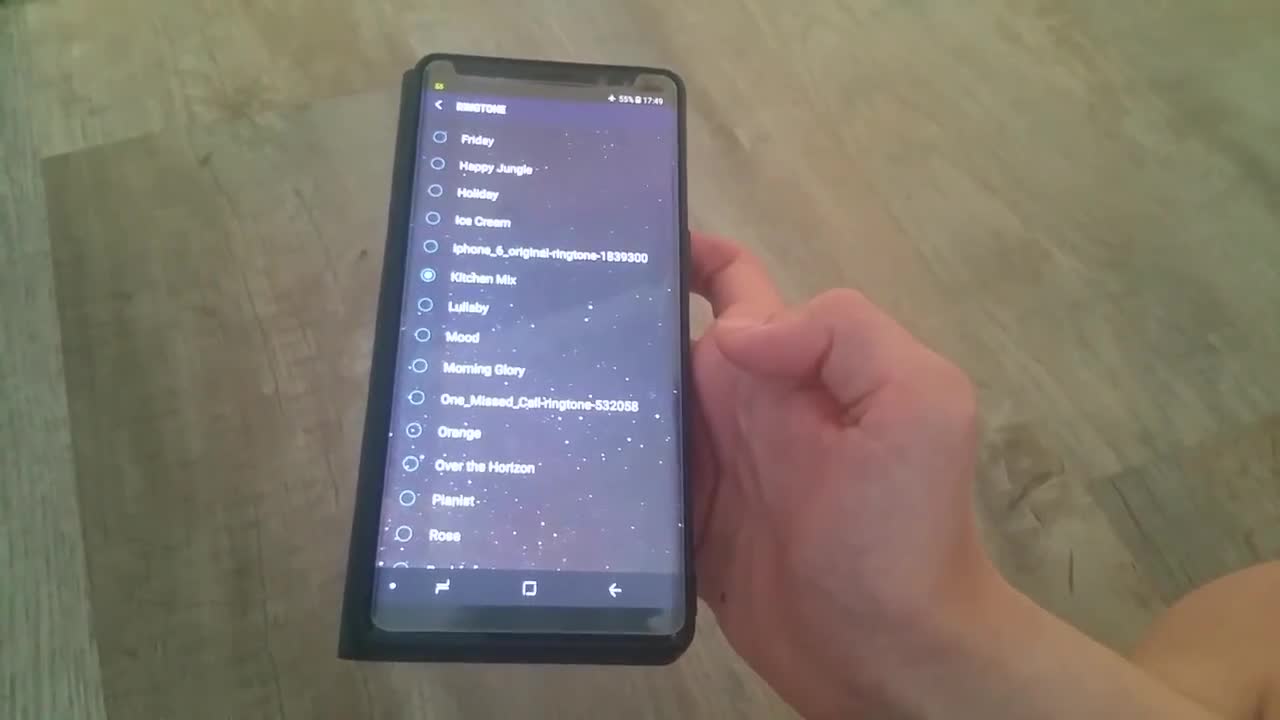 55% 17:49
RINGTONE
Friday
Happy Jungle
Holiday
Ice Cream
iphone_6_original-ringtone-1839300
Kitchen Mix
Lullaby
Mood
Morning Glory
One_Missed_Call-ringtone-532058
Orange
Over the Horizon
Pianist
Rose